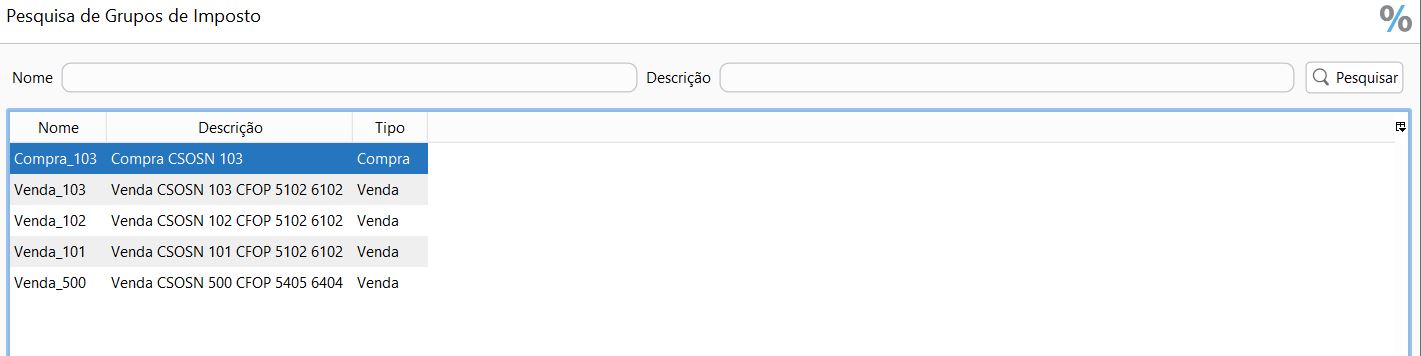 Pesquisa de Grupos de Imposto
%
Nome Descrição Pesquisar
Nome Descrição Tipo
Compra_103 Compra CSOSN 103 Compra
Venda_103 Venda CSOSN 103 CFOP 5102 6102 Venda
Venda_102 Venda CSOSN 102 CFOP 5102 6102 Venda
Venda_101 Venda CSOSN 101 CFOP 5102 6102 Venda
Venda_500 Venda CSOSN 500 CFOP 5405 6404 Venda